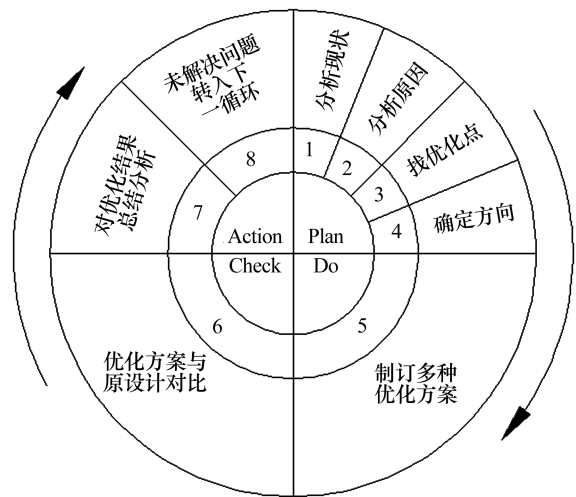 分析现状
分析原因
找优化点
确定方向
制订多种
优化方案
优化方案与
原设计对比
对优化结果
总结分析
未解决问题
转入下
一循环
1
2
3
4
5
6
7
8
Action
Plan
Check
Do